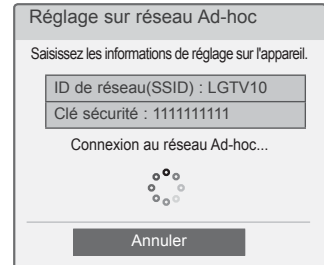 Réglage sur réseau Ad-hoc
Saisissez les informations de réglage sur l'appareil.
ID de réseau(SSID) : LGTV10
Clé sécurité : 1111111111
Connexion au réseau Ad-hoc...
Annuler